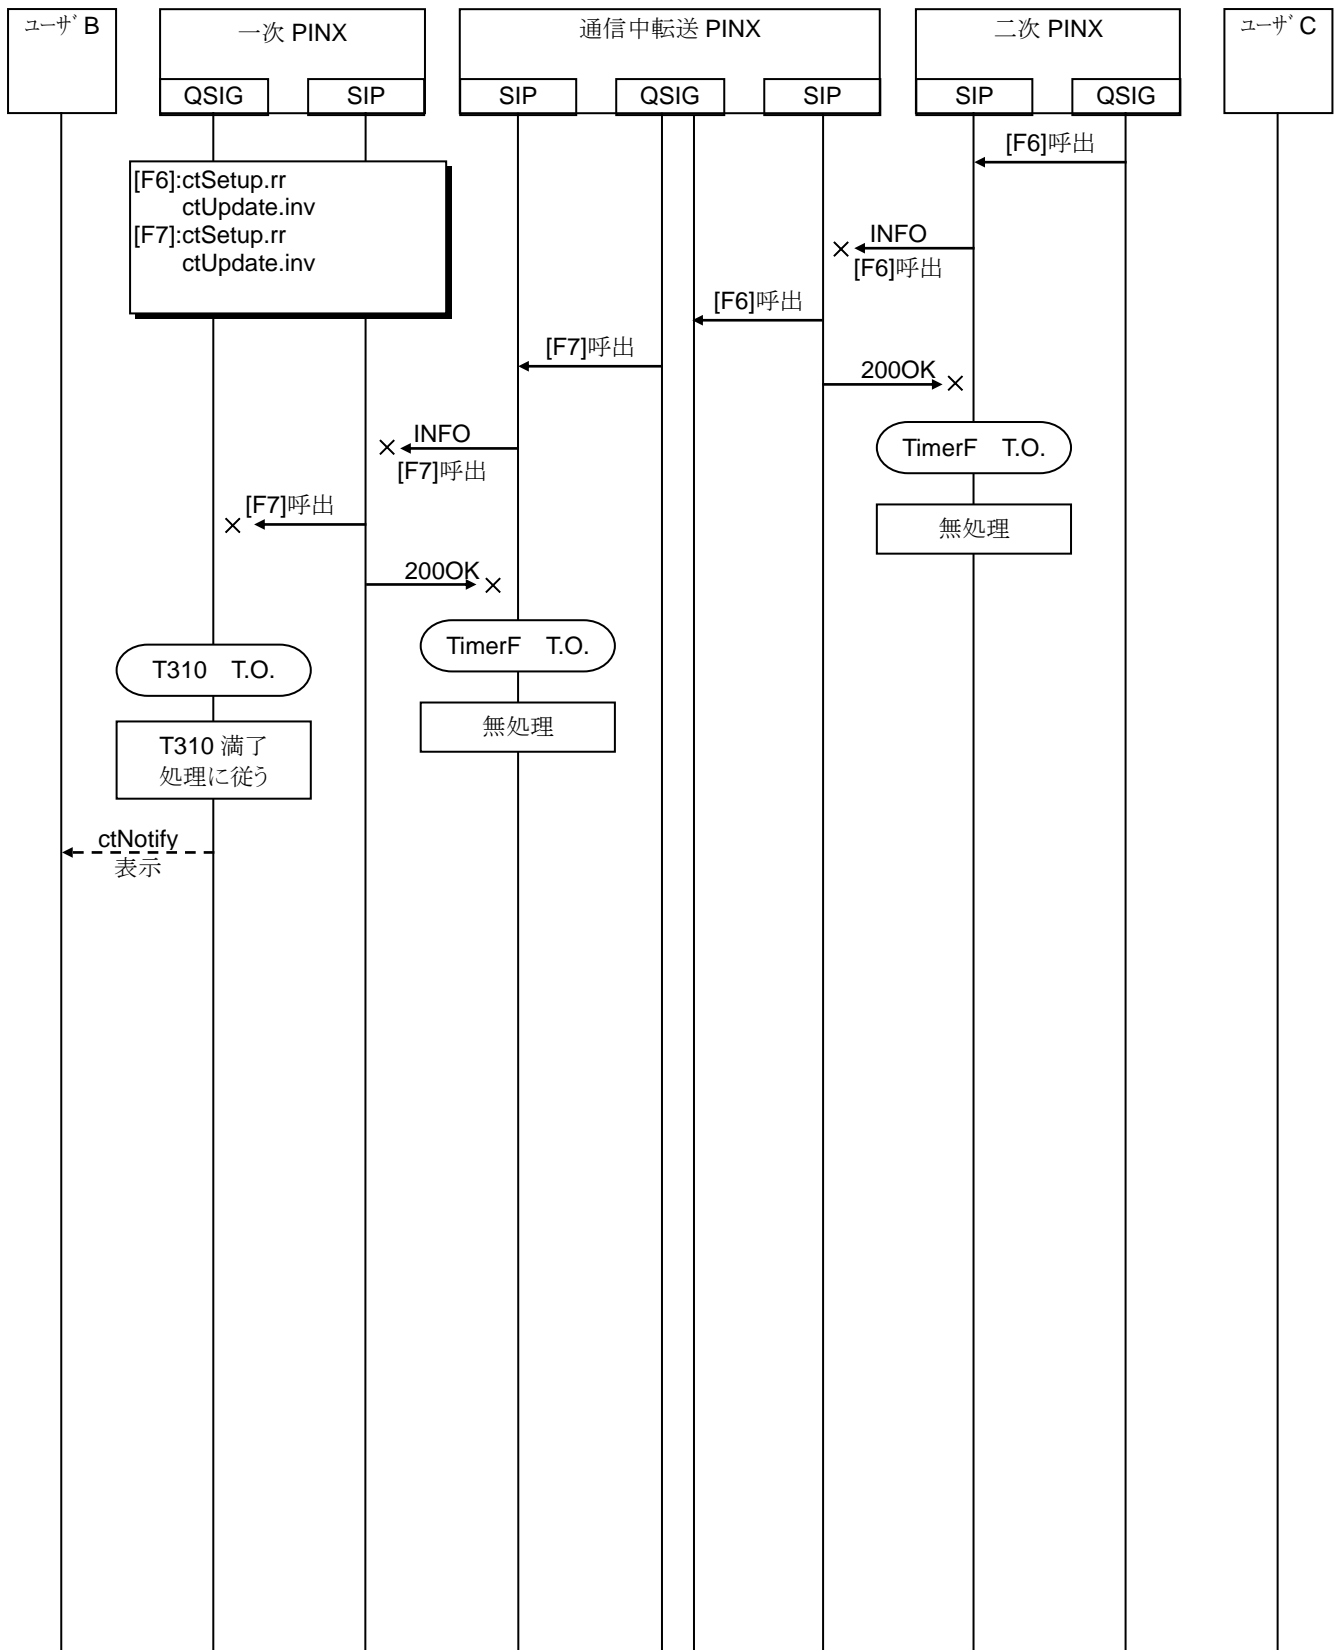 ﾕｰｻﾞB
一次 PINX
通信中転送 PINX
二次 PINX
ﾕｰｻﾞC
QSIG
SIP
SIP
QSIG
SIP
SIP
QSIG
[F6]呼出
[F6]:ctSetup.rr
ctUpdate.inv
[F7]:ctSetup.rr
ctUpdate.inv
INFO
[F6]呼出
[F6]呼出
[F7]呼出
200OK
INFO
[F7]呼出
TimerF T.O.
[F7]呼出
無処理
200OK
TimerF T.O.
T310 T.O.
無処理
T310 満了
処理に従う
ctNotify
表示